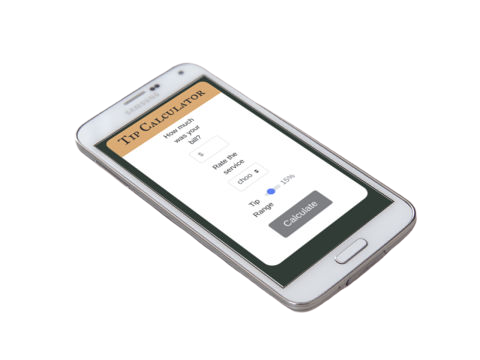 SAMSUNG
Tip Calculator
How much
was your
bill?
$
Rate the
service
choo
Tip
Range
15%
Calculate